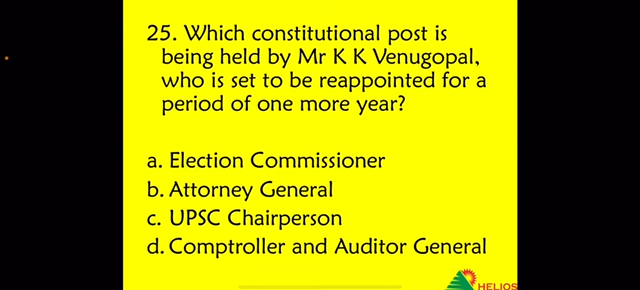 25. Which constitutional post is
being held by Mr K K Venugopal,
who is set to be reappointed for a
period of one more year?
a. Election Commissioner
b. Attorney General
c. UPSC Chairperson
d. Comptroller and Auditor General
HELIOS